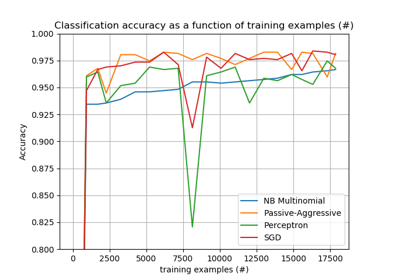 Classification accuracy as a function of training examples (#)
1.000
0.975
0.950
0.925
0.900
0.875
0.850
0.825
0.800
Accuracy
NB Multinomial
Passive-Aggressive
Perceptron
SGD
0 2500 5000 7500 10000 12500 15000 17500
training examples (#)